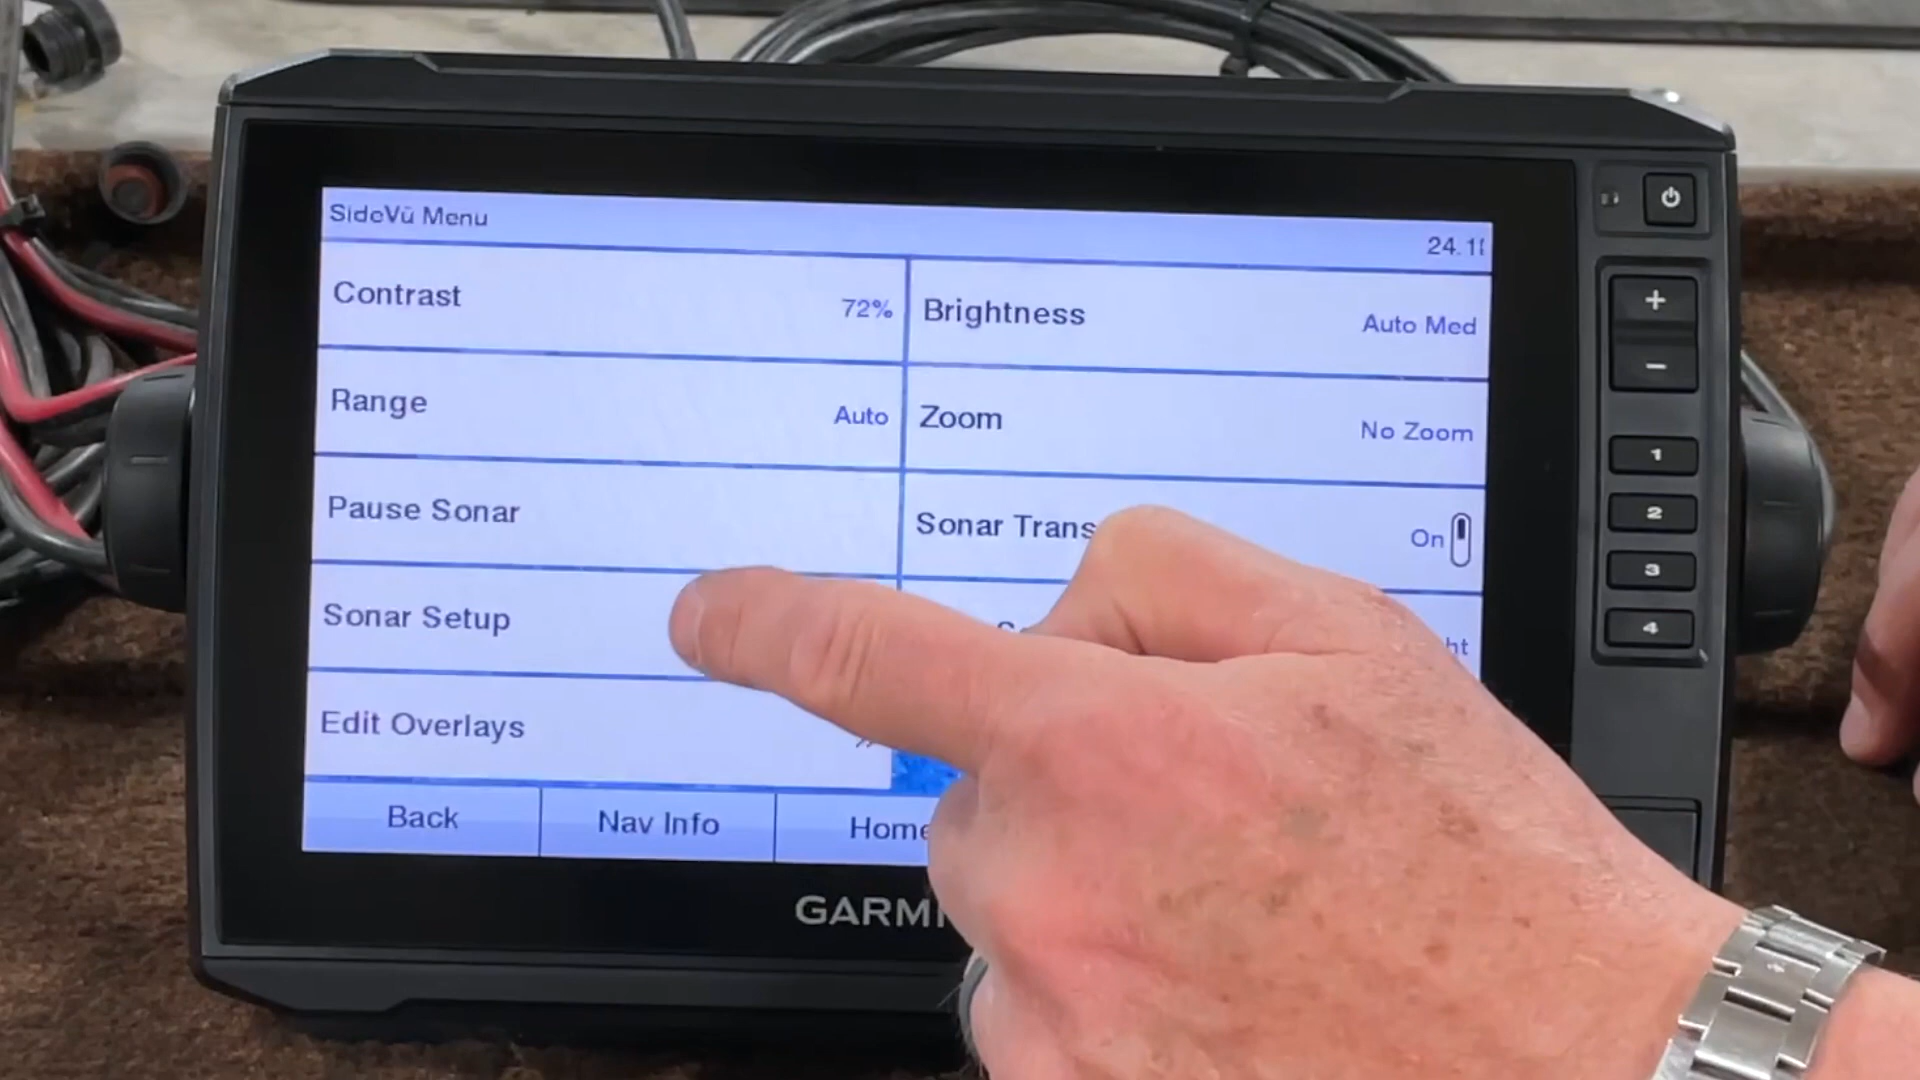 SideVü Menu
24.1
Contrast 72%
Brightness Auto Med
Range Auto
Zoom No Zoom
Pause Sonar
Sonar Trans On
Sonar Setup
Edit Overlays
Back Nav Info Home
GARMI
+
−
1
2
3
4